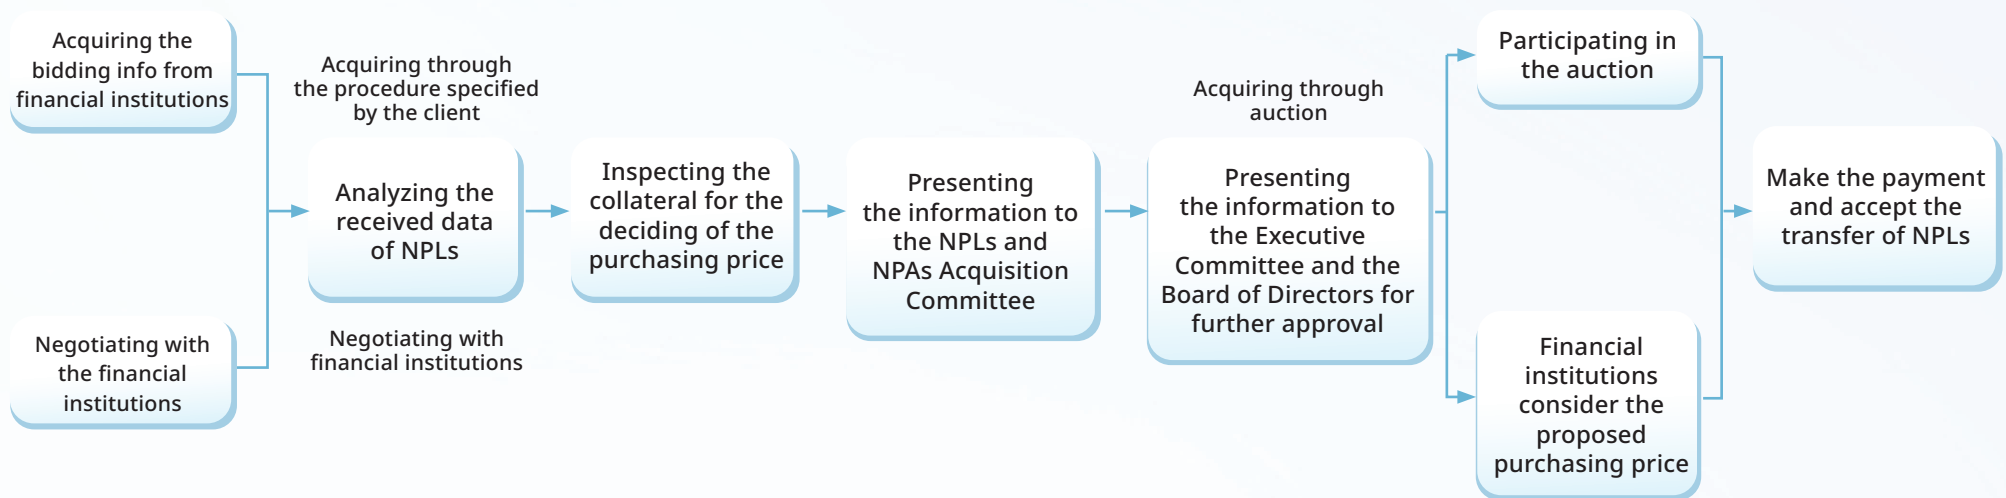 Acquiring the
bidding info from
financial institutions
Negotiating with
the financial
institutions
Acquiring through
the procedure specified
by the client
Analyzing the
received data
of NPLs
Negotiating with
financial institutions
Inspecting the
collateral for the
deciding of the
purchasing price
Presenting
the information to
the NPLs and
NPAs Acquisition
Committee
Acquiring through
auction
Presenting
the information to
the Executive
Committee and the
Board of Directors for
further approval
Participating in
the auction
Financial
institutions
consider the
proposed
purchasing price
Make the payment
and accept the
transfer of NPLs